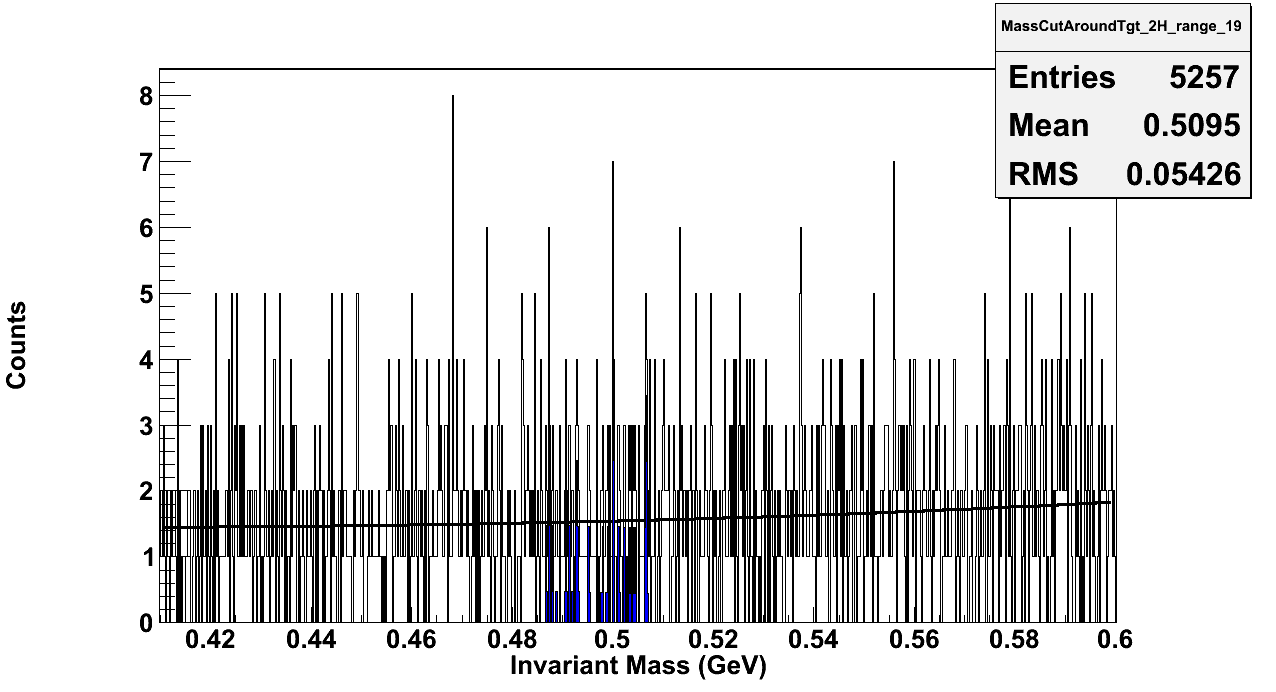 MassCutAroundTgt_2H_range_19
Entries 5257
Mean 0.5095
RMS 0.05426
8
7
6
5
4
3
2
1
0
Counts
0.42 0.44 0.46 0.48 0.5 0.52 0.54 0.56 0.58 0.6
Invariant Mass (GeV)